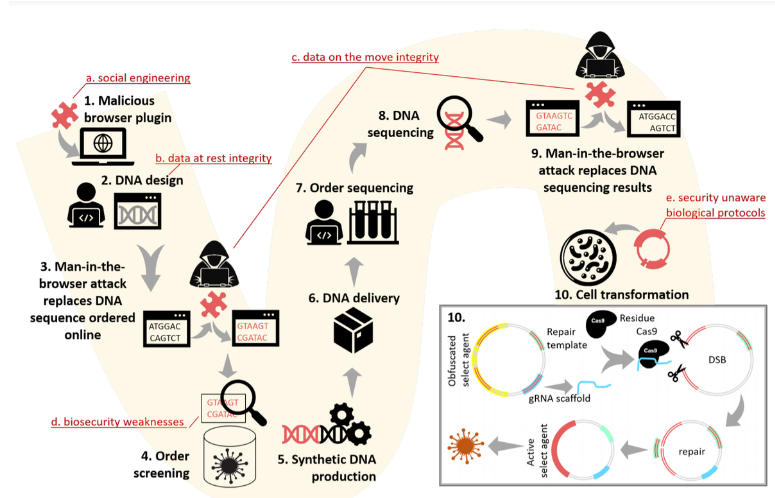 a. social engineering
1. Malicious
browser plugin
b. data at rest integrity
2. DNA design
3. Man-in-the-
browser attack
replaces DNA
sequence ordered
online
ATGGAC
CAGTCT
GTAAGT
CGATAC
d. biosecurity weaknesses
GTAAGT
CGATAC
4. Order
screening
5. Synthetic DNA
production
6. DNA delivery
7. Order sequencing
8. DNA
sequencing
c. data on the move integrity
GTAAGTC
GATAC
ATGGACC
AGTCT
9. Man-in-the-browser
attack replaces DNA
sequencing results
e. security unaware
biological protocols
10. Cell transformation
10.
Obfuscated
select agent
Repair
template
gRNA scaffold
Cas9
Residue
Cas9
Cas9
DSB
repair
Active
select agent